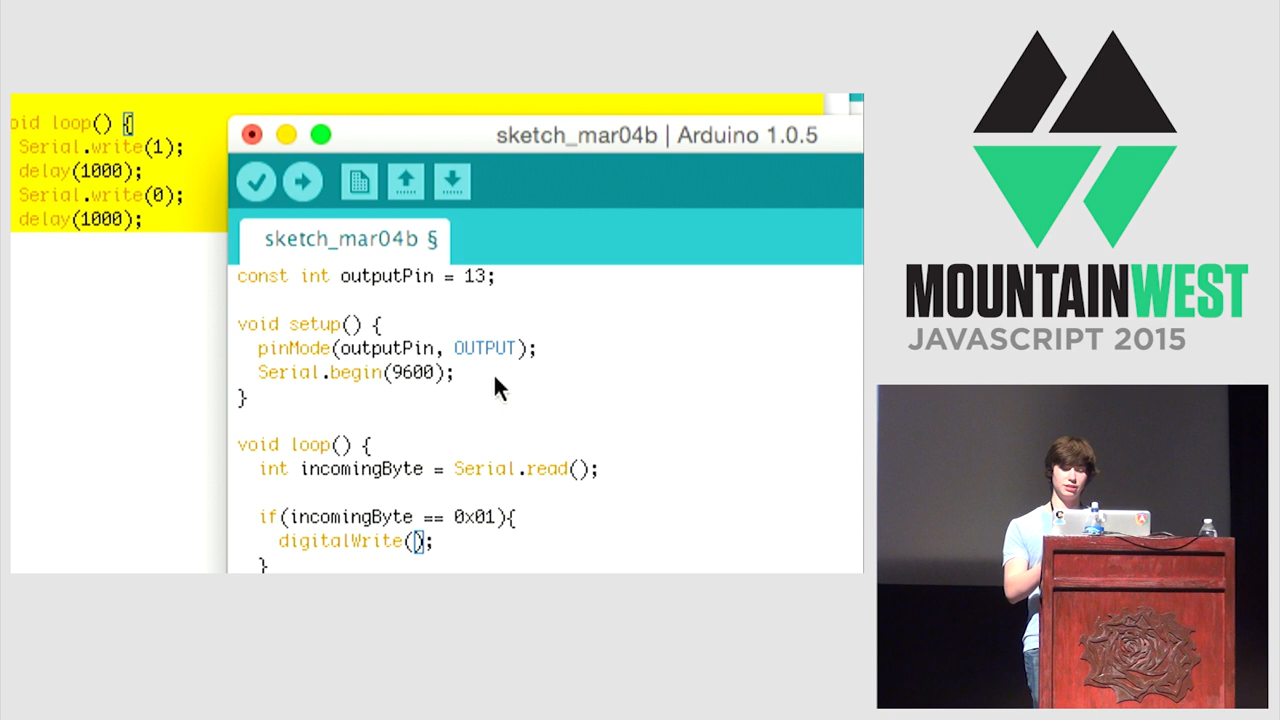 oid loop() {
Serial.write(1);
delay(1000);
Serial.write(0);
delay(1000);
sketch_mar04b | Arduino 1.0.5
sketch_mar04b §
const int outputPin = 13;
void setup() {
pinMode(outputPin, OUTPUT);
Serial.begin(9600);
}
void loop() {
int incomingByte = Serial.read();
if(incomingByte == 0x01){
digitalWrite();
}
MOUNTAINWEST
JAVASCRIPT 2015